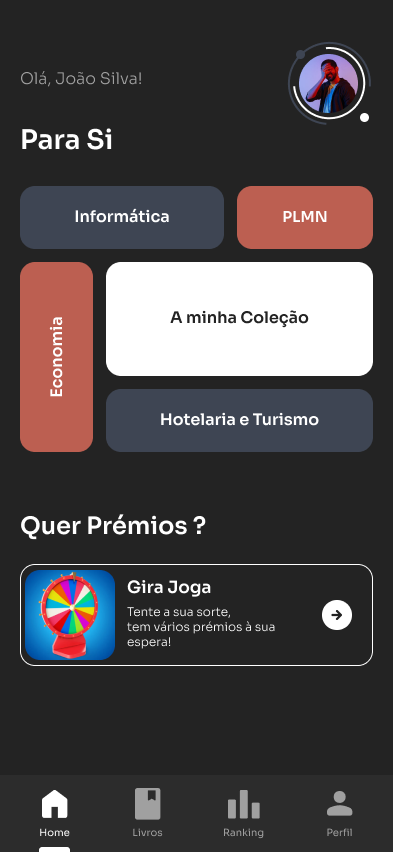 Olá, João Silva!
Para Si
Informática
PLMN
Economia
A minha Coleção
Hotelaria e Turismo
Quer Prémios ?
Gira Joga
Tente a sua sorte,
tem vários prémios à sua
espera!
Home
Livros
Ranking
Perfil